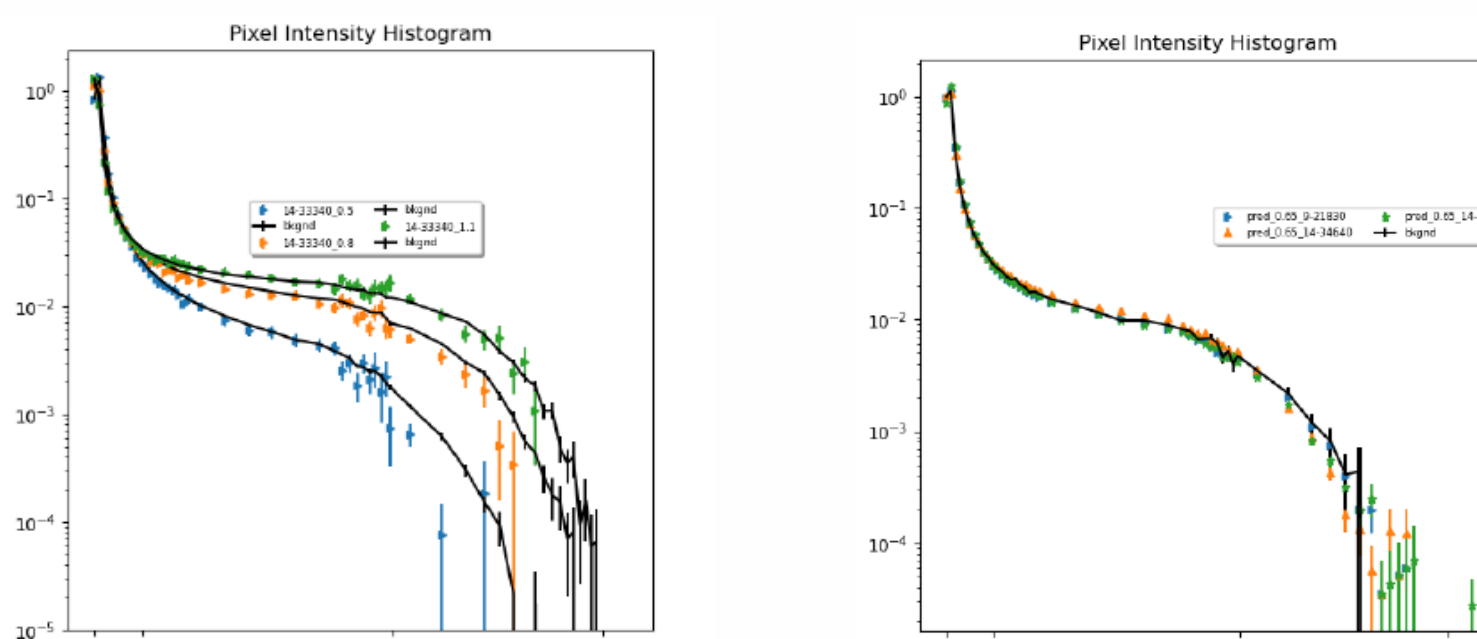 Pixel Intensity Histogram
10⁰
10⁻¹
10⁻²
10⁻³
10⁻⁴
10⁻⁵
14-33340_0.5 bkgnd
bkgnd 14-33340_1.1
14-33340_0.8 bkgnd
Pixel Intensity Histogram
10⁰
10⁻¹
10⁻²
10⁻³
10⁻⁴
pred_0.65_9-21830 pred_0.65_14-
pred_0.65_14-34640 bkgnd